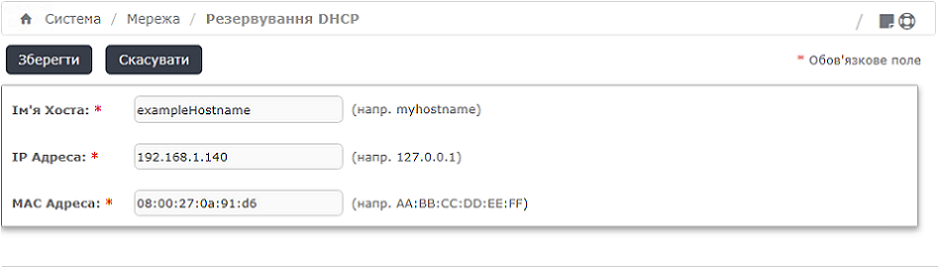 Система / Мережа / Резервування DHCP /
Зберегти Скасувати * Обов'язкове поле
Ім'я Хоста: * exampleHostname (напр. myhostname)
IP Адреса: * 192.168.1.140 (напр. 127.0.0.1)
MAC Адреса: * 08:00:27:0a:91:d6 (напр. AA:BB:CC:DD:EE:FF)